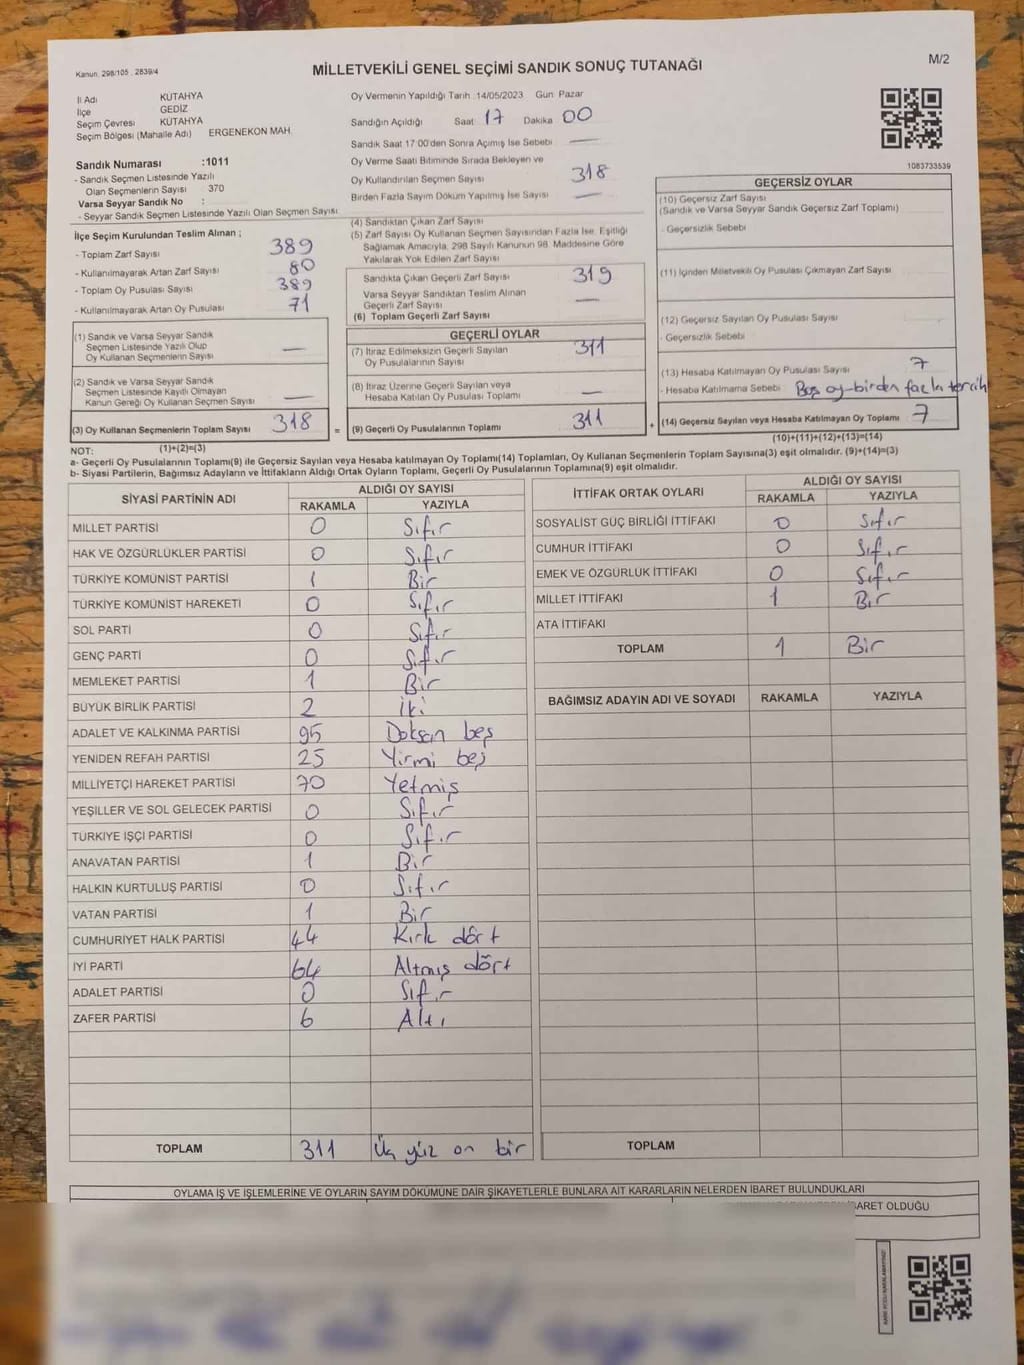 Kanun. 298/105 . 2839/4
MİLLETVEKİLİ GENEL SEÇİMİ SANDIK SONUÇ TUTANAĞI
M/2
İl Adı KÜTAHYA
İlçe GEDİZ
Seçim Çevresi KÜTAHYA
Seçim Bölgesi (Mahalle Adı) ERGENEKON MAH.
Sandık Numarası :1011
- Sandık Seçmen Listesinde Yazılı
Olan Seçmenlerin Sayısı 370
Varsa Seyyar Sandık No :
- Seyyar Sandık Seçmen Listesinde Yazılı Olan Seçmen Sayısı
Oy Vermenin Yapıldığı Tarih :14/05/2023 Gün: Pazar
Sandığın Açıldığı Saat 17 Dakika 00
Sandık Saat 17:00'den Sonra Açımış İse Sebebi —
Oy Verme Saati Bitiminde Sırada Bekleyen ve
Oy Kullandırılan Seçmen Sayısı 318
Birden Fazla Sayım Döküm Yapılmış İse Sayısı —
1083733539
İlçe Seçim Kurulundan Teslim Alınan ;
- Toplam Zarf Sayısı 389
- Kullanılmayarak Artan Zarf Sayısı 80
- Toplam Oy Pusulası Sayısı 389
- Kullanılmayarak Artan Oy Pusulası 71
(1) Sandık ve Varsa Seyyar Sandık
Seçmen Listesinde Yazılı Olup
Oy Kullanan Seçmenlerin Sayısı —
(2) Sandık ve Varsa Seyyar Sandık
Seçmen Listesinde Kayıtlı Olmayan
Kanun Gereği Oy Kullanan Seçmen Sayısı —
(3) Oy Kullanan Seçmenlerin Toplam Sayısı 318 =
(1)+(2)=(3)
(4) Sandıktan Çıkan Zarf Sayısı
(5) Zarf Sayısı Oy Kullanan Seçmen Sayısından Fazla İse, Eşitliği
Sağlamak Amacıyla, 298 Sayılı Kanunun 98. Maddesine Göre
Yakılarak Yok Edilen Zarf Sayısı
Sandıkta Çıkan Geçerli Zarf Sayısı 319
Varsa Seyyar Sandıktan Teslim Alınan
Geçerli Zarf Sayısı —
(6) Toplam Geçerli Zarf Sayısı
GEÇERLİ OYLAR
(7) İtiraz Edilmeksizin Geçerli Sayılan
Oy Pusulalarının Sayısı 311
(8) İtiraz Üzerine Geçerli Sayılan veya
Hesaba Katılan Oy Pusulası Toplamı —
(9) Geçerli Oy Pusulalarının Toplamı 311 +
GEÇERSİZ OYLAR
(10) Geçersiz Zarf Sayısı
(Sandık ve Varsa Seyyar Sandık Geçersiz Zarf Toplamı)
- Geçersizlik Sebebi
(11) İçinden Milletvekili Oy Pusulası Çıkmayan Zarf Sayısı
(12) Geçersiz Sayılan Oy Pusulası Sayısı
- Geçersizlik Sebebi
(13) Hesaba Katılmayan Oy Pusulası Sayısı 7
- Hesaba Katılmama Sebebi Boş oy-birden fazla tercih
(14) Geçersiz Sayılan veya Hesaba Katılmayan Oy Toplamı 7
(10)+(11)+(12)+(13)=(14)
NOT:
a- Geçerli Oy Pusulalarının Toplamı(9) ile Geçersiz Sayılan veya Hesaba katılmayan Oy Toplamı(14) Toplamları, Oy Kullanan Seçmenlerin Toplam Sayısına(3) eşit olmalıdır. (9)+(14)=(3)
b- Siyasi Partilerin, Bağımsız Adayların ve İttifakların Aldığı Ortak Oyların Toplamı, Geçerli Oy Pusulalarının Toplamına(9) eşit olmalıdır.
SİYASİ PARTİNİN ADI ALDIĞI OY SAYISI
RAKAMLA YAZIYLA
MİLLET PARTİSİ 0 Sıfır
HAK VE ÖZGÜRLÜKLER PARTİSİ 0 Sıfır
TÜRKİYE KOMÜNİST PARTİSİ 1 Bir
TÜRKİYE KOMÜNİST HAREKETİ 0 Sıfır
SOL PARTİ 0 Sıfır
GENÇ PARTİ 0 Sıfır
MEMLEKET PARTİSİ 1 Bir
BÜYÜK BİRLİK PARTİSİ 2 İki
ADALET VE KALKINMA PARTİSİ 95 Doksan beş
YENİDEN REFAH PARTİSİ 25 Yirmi beş
MİLLİYETÇİ HAREKET PARTİSİ 70 Yetmiş
YEŞİLLER VE SOL GELECEK PARTİSİ 0 Sıfır
TÜRKİYE İŞÇİ PARTİSİ 0 Sıfır
ANAVATAN PARTİSİ 1 Bir
HALKIN KURTULUŞ PARTİSİ 0 Sıfır
VATAN PARTİSİ 1 Bir
CUMHURİYET HALK PARTİSİ 44 Kırk dört
İYİ PARTİ 64 Altmış dört
ADALET PARTİSİ 0 Sıfır
ZAFER PARTİSİ 6 Altı
TOPLAM 311 Üç yüz on bir
İTTİFAK ORTAK OYLARI ALDIĞI OY SAYISI
RAKAMLA YAZIYLA
SOSYALİST GÜÇ BİRLİĞİ İTTİFAKI 0 Sıfır
CUMHUR İTTİFAKI 0 Sıfır
EMEK VE ÖZGÜRLÜK İTTİFAKI 0 Sıfır
MİLLET İTTİFAKI 1 Bir
ATA İTTİFAKI
TOPLAM 1 Bir
BAĞIMSIZ ADAYIN ADI VE SOYADI RAKAMLA YAZIYLA
TOPLAM
OYLAMA İŞ VE İŞLEMLERİNE VE OYLARIN SAYIM DÖKÜMÜNE DAİR ŞİKAYETLERLE BUNLARA AİT KARARLARIN NELERDEN İBARET BULUNDUKLARI
İBARET OLDUĞU